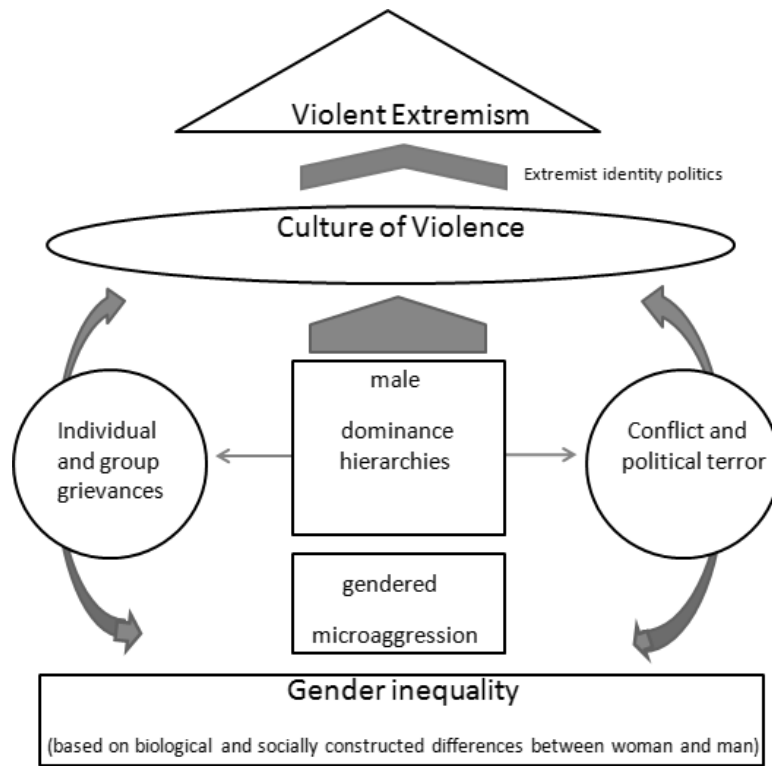 Violent Extremism
Extremist identity politics
Culture of Violence
male
dominance
hierarchies
Individual
and group
grievances
Conflict and
political terror
gendered
microaggression
Gender inequality
(based on biological and socially constructed differences between woman and man)